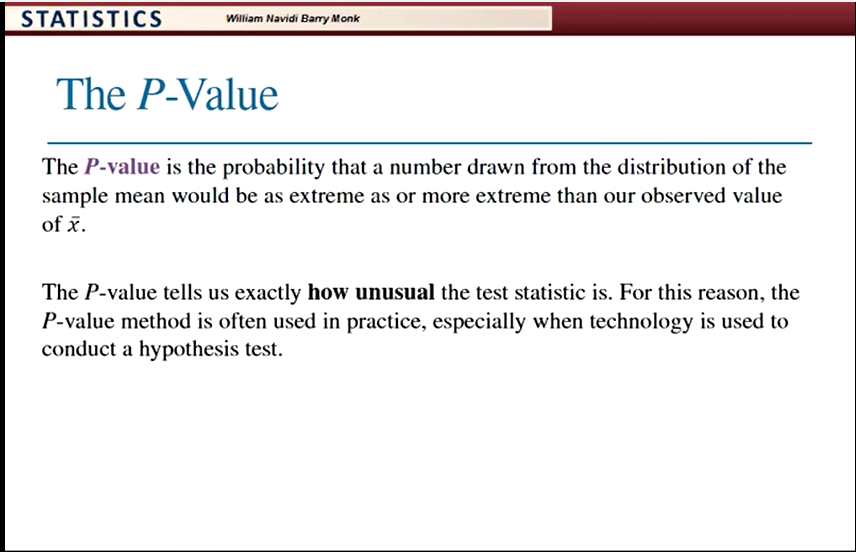 STATISTICS
William Navidi Barry Monk
The P-Value
The P-value is the probability that a number drawn from the distribution of the
sample mean would be as extreme as or more extreme than our observed value
of x̄.
The P-value tells us exactly how unusual the test statistic is. For this reason, the
P-value method is often used in practice, especially when technology is used to
conduct a hypothesis test.